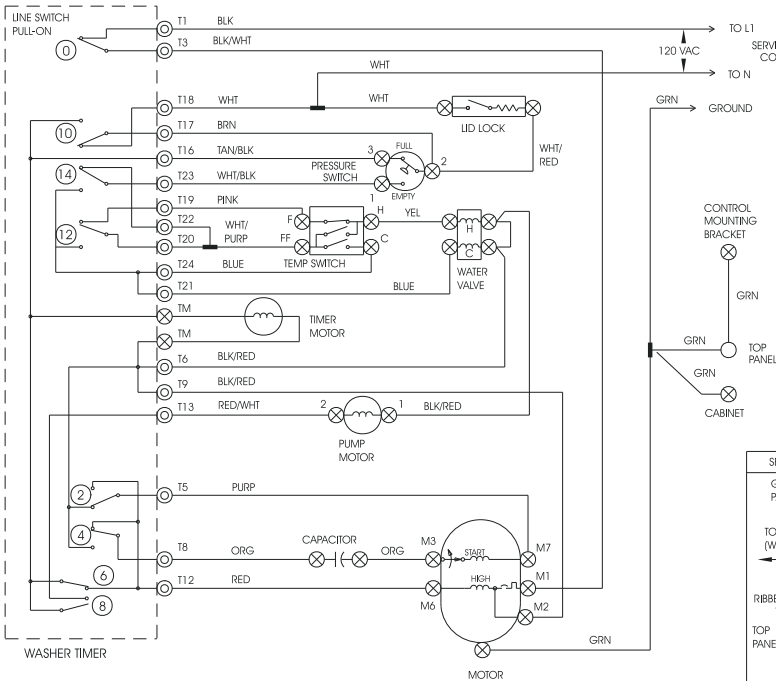 LINE SWITCH
PULL-ON
0
T1 BLK
T3 BLK/WHT
TO L1
120 VAC
WHT
TO N
T18 WHT
WHT
LID LOCK
GRN
GROUND
10
T17 BRN
T16 TAN/BLK
3
FULL
2
WHT/
RED
PRESSURE
SWITCH
14
T23 WHT/BLK
1
EMPTY
T19 PINK
F
H
YEL
H
T22
WHT/
PURP
12
T20
FF
C
C
TEMP SWITCH
WATER
VALVE
T24 BLUE
T21
BLUE
CONTROL
MOUNTING
BRACKET
GRN
TM
TIMER
MOTOR
TM
T6 BLK/RED
GRN
TOP
PANEL
GRN
CABINET
T9 BLK/RED
T13 RED/WHT
2
1
BLK/RED
PUMP
MOTOR
2
T5 PURP
4
T8 ORG
CAPACITOR
ORG
M3
START
M7
6
T12 RED
M6
HIGH
M1
M2
8
GRN
MOTOR
WASHER TIMER
(W
RIBBE
TOP
PANE